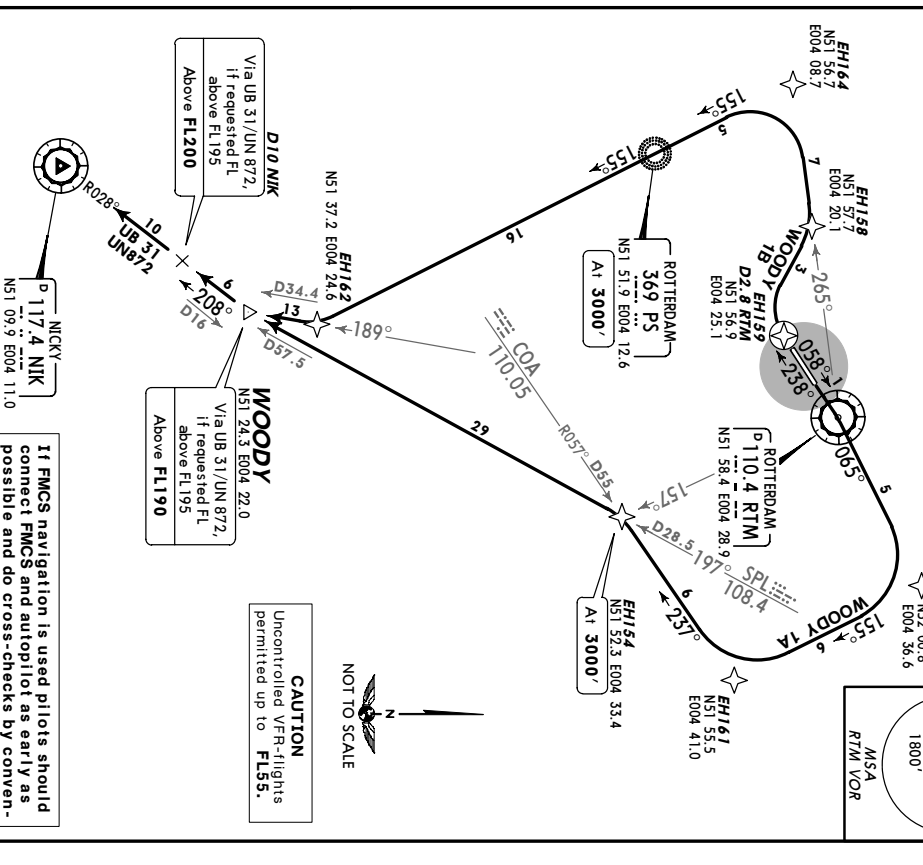 EH164
N51 56.7
E004 08.7
EH158
N51 57.7
E004 20.1
155°
5
7
WOODY
1B
3
265°
EH159
D2.8 RTM
N51 56.9
E004 25.1
058°
238°
1
065°
5
E004 36.6
155°
16
ROTTERDAM
369 PS
N51 51.9 E004 12.6
At 3000'
ROTTERDAM
D 110.4 RTM
N51 58.4 E004 28.9
157°
WOODY 1A
155°
6
1800'
MSA
RTM VOR
D10 NIK
Via UB 31/UN 872,
if requested FL
above FL195
Above FL200
N51 37.2 E004 24.6
EH162
D34.4
13
189°
COA
110.05
R057° D55
D28.5
197°
SPL
108.4
6
237°
EH161
N51 55.5
E004 41.0
EH154
N51 52.3 E004 33.4
At 3000'
29
D57.5
R028°
10
UB 31
UN872
6
208°
D16
WOODY
N51 24.3 E004 22.0
Via UB 31/UN 872,
if requested FL
above FL195
Above FL190
NICKY
D 117.4 NIK
N51 09.9 E004 11.0
NOT TO SCALE
N
CAUTION
Uncontrolled VFR-flights
permitted up to FL55.
If FMCS navigation is used pilots should
connect FMCS and autopilot as early as
possible and do cross-checks by conven-